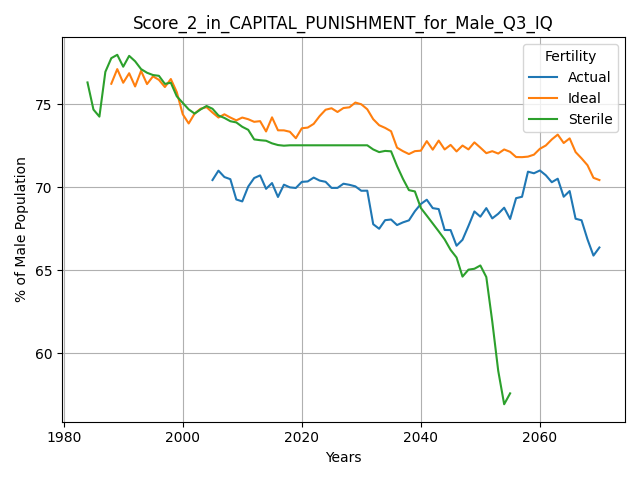 Score_2_in_CAPITAL_PUNISHMENT_for_Male_Q3_IQ
Fertility
Actual
Ideal
Sterile
% of Male Population
75
70
65
60
1980
2000
2020
2040
2060
Years